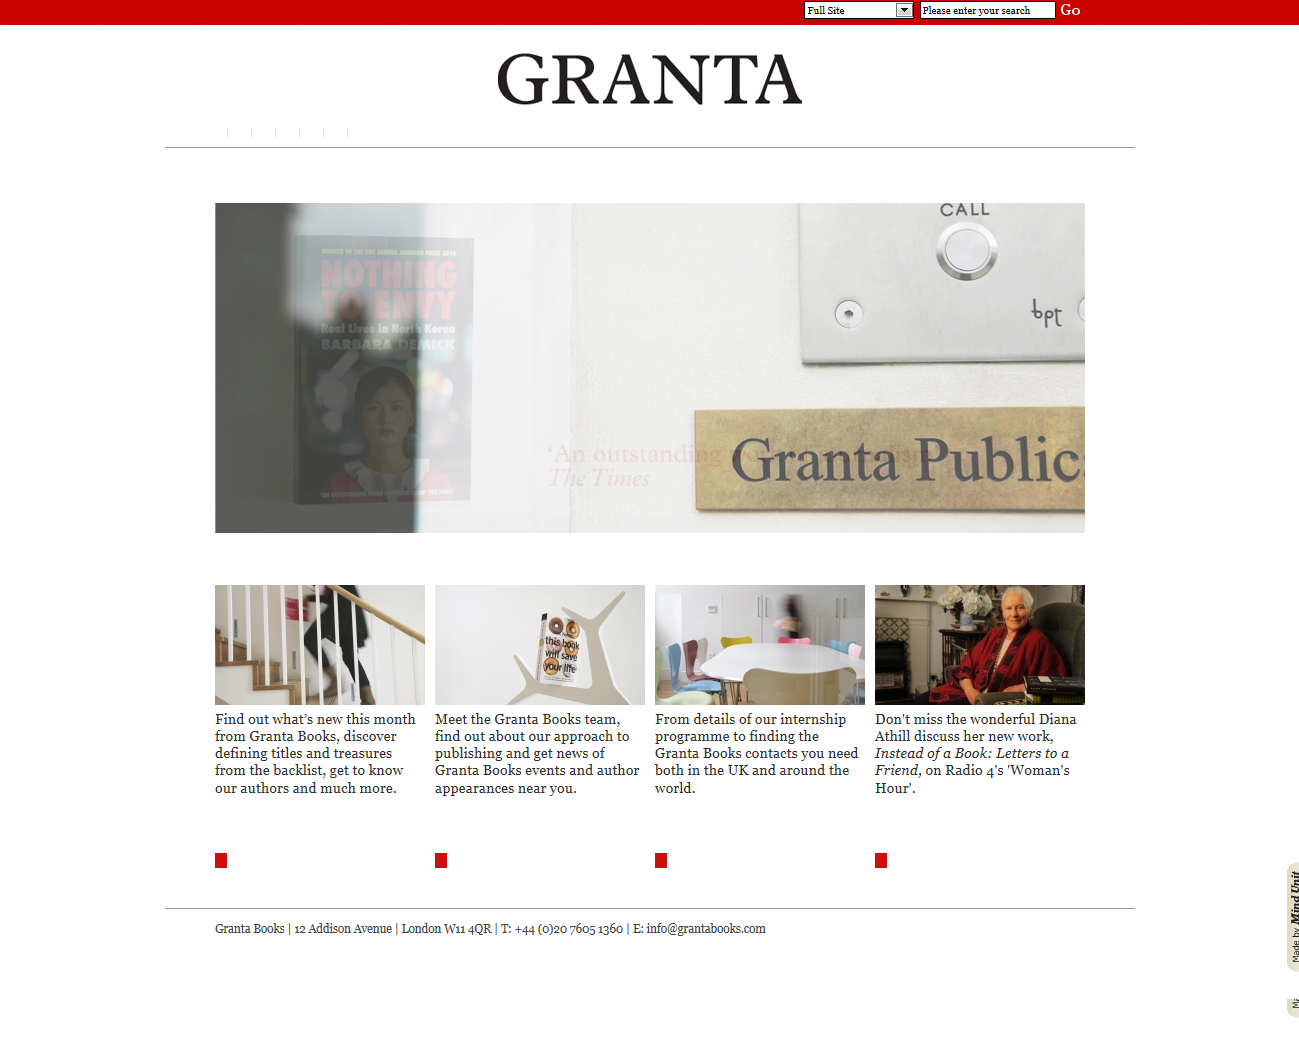 Full Site
Please enter your search
Go
GRANTA
WINNER OF THE BBC SAMUEL JOHNSON PRIZE 2010
NOTHING
TO ENVY
Real Lives in North Korea
BARBARA DEMICK
CALL
bpt
'An outstanding work of journalism'
The Times
Granta Public
this book
will save
your life
Find out what's new this month
from Granta Books, discover
defining titles and treasures
from the backlist, get to know
our authors and much more.
Meet the Granta Books team,
find out about our approach to
publishing and get news of
Granta Books events and author
appearances near you.
From details of our internship
programme to finding the
Granta Books contacts you need
both in the UK and around the
world.
Don't miss the wonderful Diana
Athill discuss her new work,
Instead of a Book: Letters to a
Friend, on Radio 4's 'Woman's
Hour'.
Made by Mind Unit
Granta Books | 12 Addison Avenue | London W11 4QR | T: +44 (0)20 7605 1360 | E: info@grantabooks.com